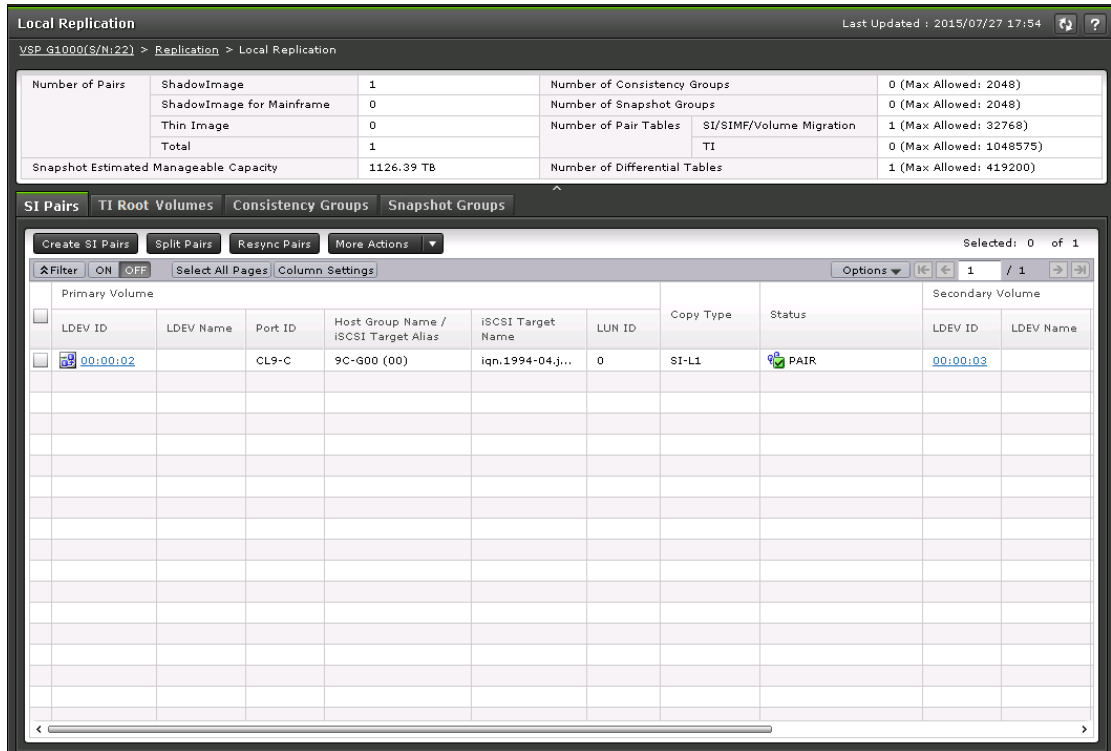 Local Replication Last Updated : 2015/07/27 17:54 ?
VSP G1000(S/N:22) > Replication > Local Replication
Number of Pairs ShadowImage 1 Number of Consistency Groups 0 (Max Allowed: 2048)
ShadowImage for Mainframe 0 Number of Snapshot Groups 0 (Max Allowed: 2048)
Thin Image 0 Number of Pair Tables SI/SIMF/Volume Migration 1 (Max Allowed: 32768)
Total 1 TI 0 (Max Allowed: 1048575)
Snapshot Estimated Manageable Capacity 1126.39 TB Number of Differential Tables 1 (Max Allowed: 419200)
SI Pairs TI Root Volumes Consistency Groups Snapshot Groups
Create SI Pairs Split Pairs Resync Pairs More Actions Selected: 0 of 1
Filter ON OFF Select All Pages Column Settings Options 1 / 1
Primary Volume Copy Type Status Secondary Volume
LDEV ID LDEV Name Port ID Host Group Name / iSCSI Target Alias iSCSI Target Name LUN ID LDEV ID LDEV Name
00:00:02 CL9-C 9C-G00 (00) iqn.1994-04.j... 0 SI-L1 PAIR 00:00:03